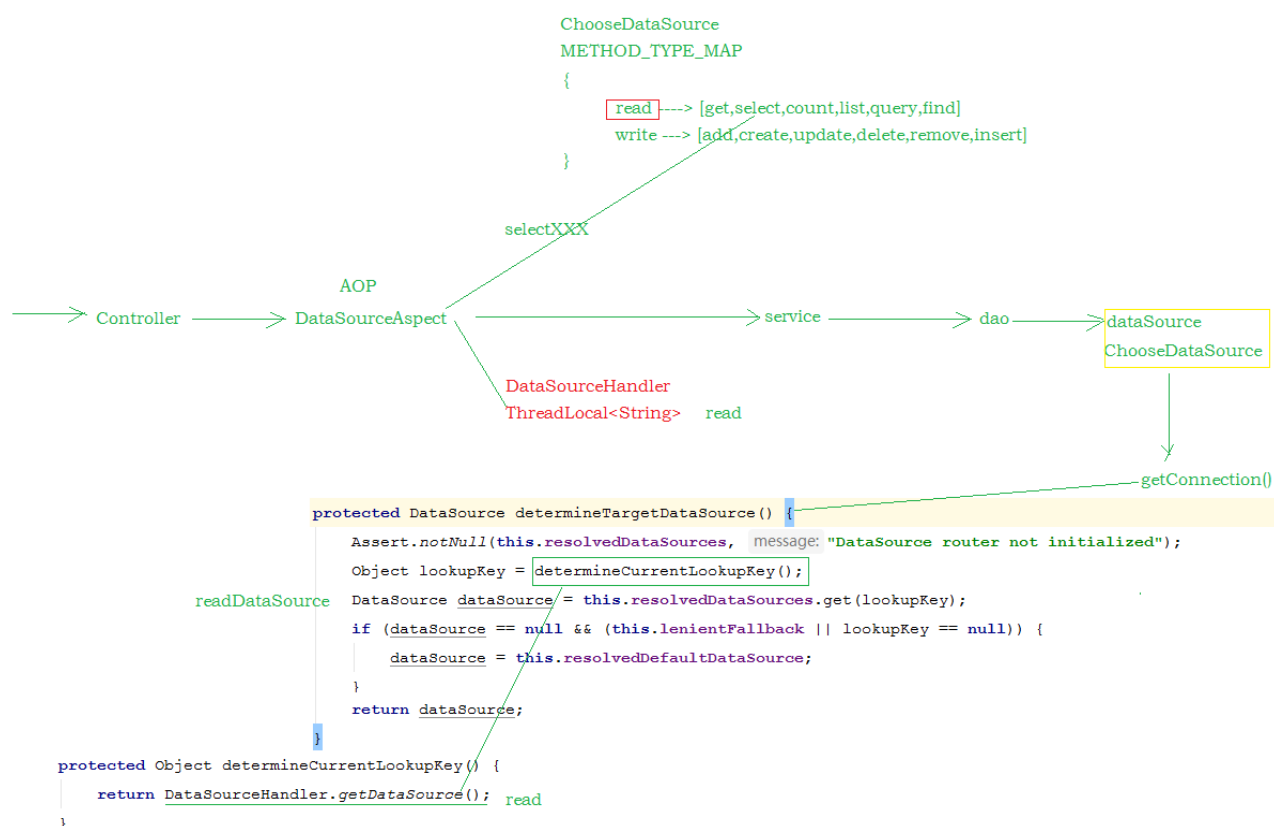 ChooseDataSource
METHOD_TYPE_MAP
{
read ----> [get,select,count,list,query,find]
write ---> [add,create,update,delete,remove,insert]
}
selectXXX
AOP
Controller
DataSourceAspect
service
dao
dataSource
ChooseDataSource
DataSourceHandler
ThreadLocal<String> read
getConnection()
protected DataSource determineTargetDataSource() {
Assert.notNull(this.resolvedDataSources, message: "DataSource router not initialized");
Object lookupKey = determineCurrentLookupKey();
readDataSource DataSource dataSource = this.resolvedDataSources.get(lookupKey);
if (dataSource == null && (this.lenientFallback || lookupKey == null)) {
dataSource = this.resolvedDefaultDataSource;
}
return dataSource;
}
protected Object determineCurrentLookupKey() {
return DataSourceHandler.getDataSource(); read
}